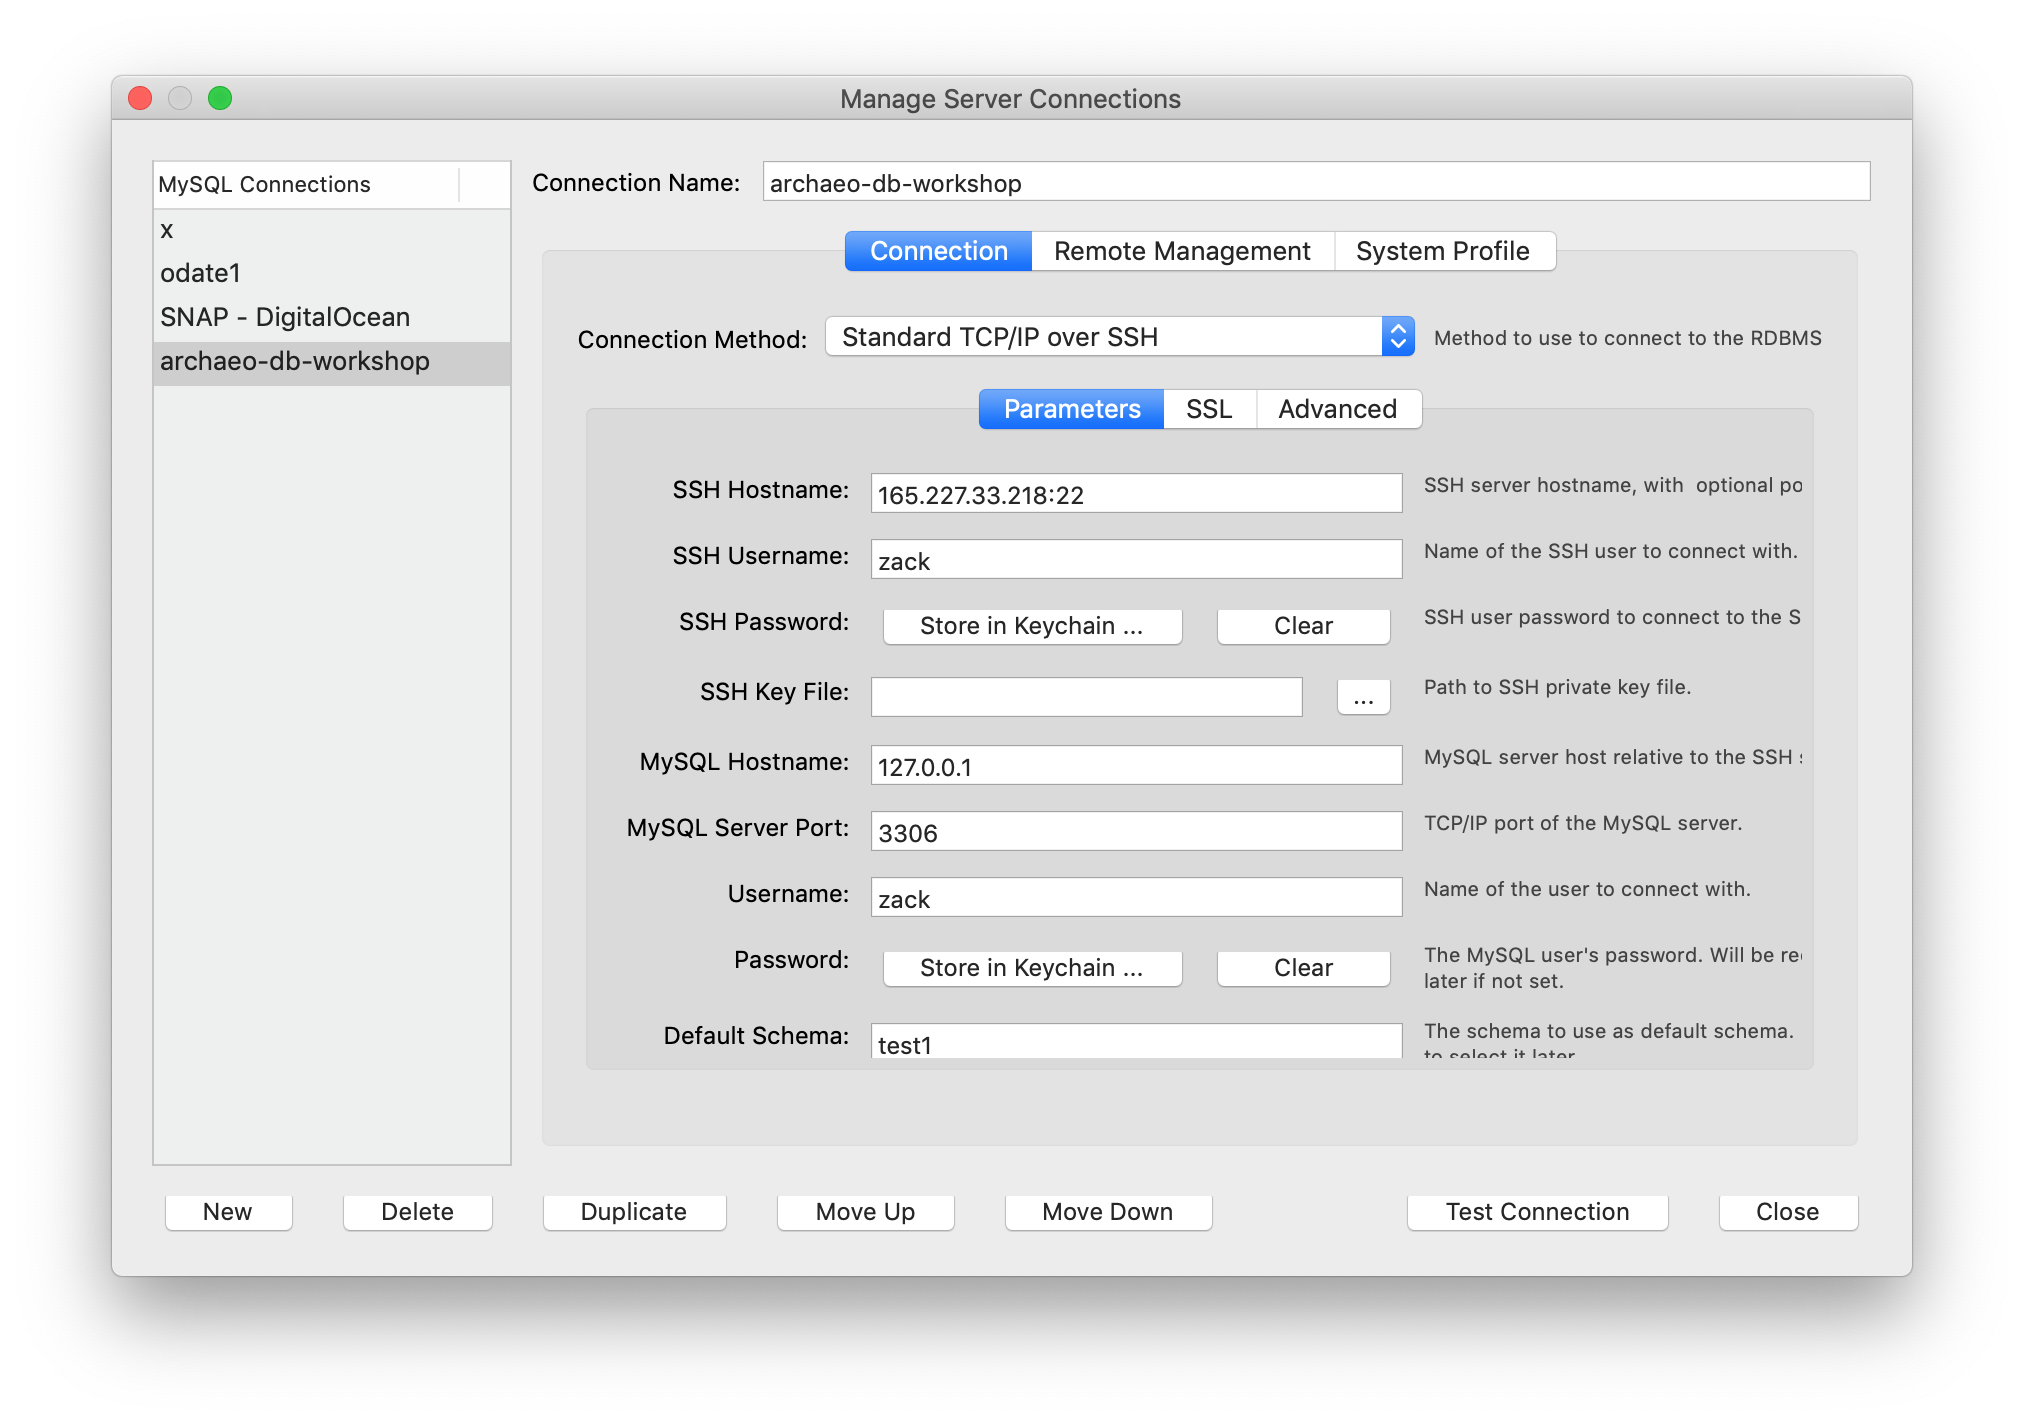 Manage Server Connections
MySQL Connections
x
odate1
SNAP - DigitalOcean
archaeo-db-workshop
Connection Name: archaeo-db-workshop
Connection Remote Management System Profile
Connection Method: Standard TCP/IP over SSH Method to use to connect to the RDBMS
Parameters SSL Advanced
SSH Hostname: 165.227.33.218:22 SSH server hostname, with optional po
SSH Username: zack Name of the SSH user to connect with.
SSH Password: Store in Keychain ... Clear SSH user password to connect to the S
SSH Key File: ... Path to SSH private key file.
MySQL Hostname: 127.0.0.1 MySQL server host relative to the SSH s
MySQL Server Port: 3306 TCP/IP port of the MySQL server.
Username: zack Name of the user to connect with.
Password: Store in Keychain ... Clear The MySQL user's password. Will be re
later if not set.
Default Schema: test1 The schema to use as default schema.
to select it later
New Delete Duplicate Move Up Move Down Test Connection Close